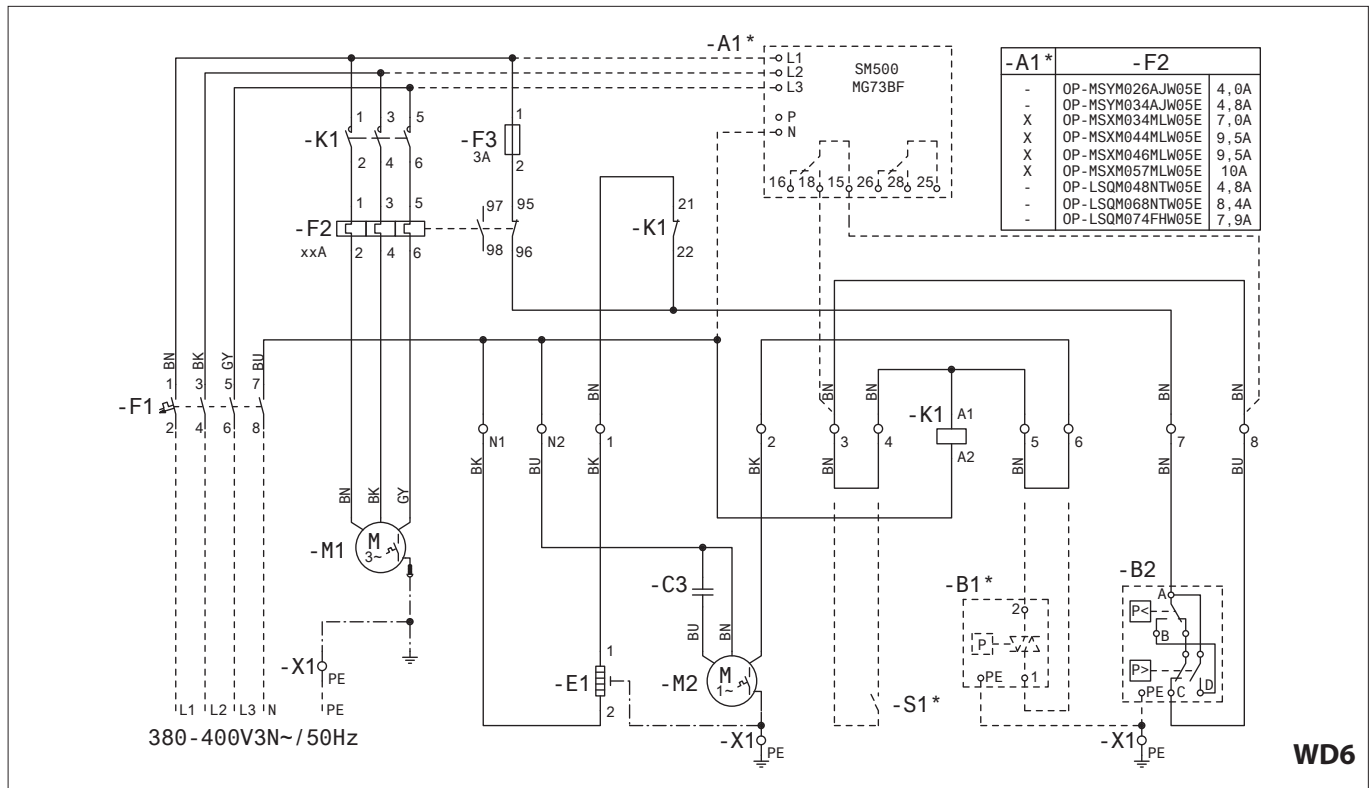 -A1*
L1
L2
L3
P
N
SM500
MG73BF
16 18 15 26 28 25
-A1* -F2
- OP-MSYM026AJW05E 4,0A
- OP-MSYM034AJW05E 4,8A
X OP-MSXM034MLW05E 7,0A
X OP-MSXM044MLW05E 9,5A
X OP-MSXM046MLW05E 9,5A
X OP-MSXM057MLW05E 10A
- OP-LSQM048NTW05E 4,8A
- OP-LSQM068NTW05E 8,4A
- OP-LSQM074FHW05E 7,9A
1 3 5
-K1
2 4 6
1
-F3
3A
2
1 3 5
-F2
xxA
2 4 6
97 95
98 96
21
-K1
22
BN BK GY BU
1 3 5 7
-F1
2 4 6 8
BN BN BN BN BN BN
-K1 A1
A2
N1 N2 1 2 3 4 5 6 7 8
BK BU BK BK BN BN BN BN BU
BN BK GY
-M1
M
3~
-C3
BU BN
-B1*
2
P
PE 1
-B2
A
P<
B
P>
PE C D
-X1
PE
-E1
1
2
-M2
M
1~
-S1*
L1 L2 L3 N PE
380-400V3N~/50Hz
-X1
PE
-X1
PE
WD6